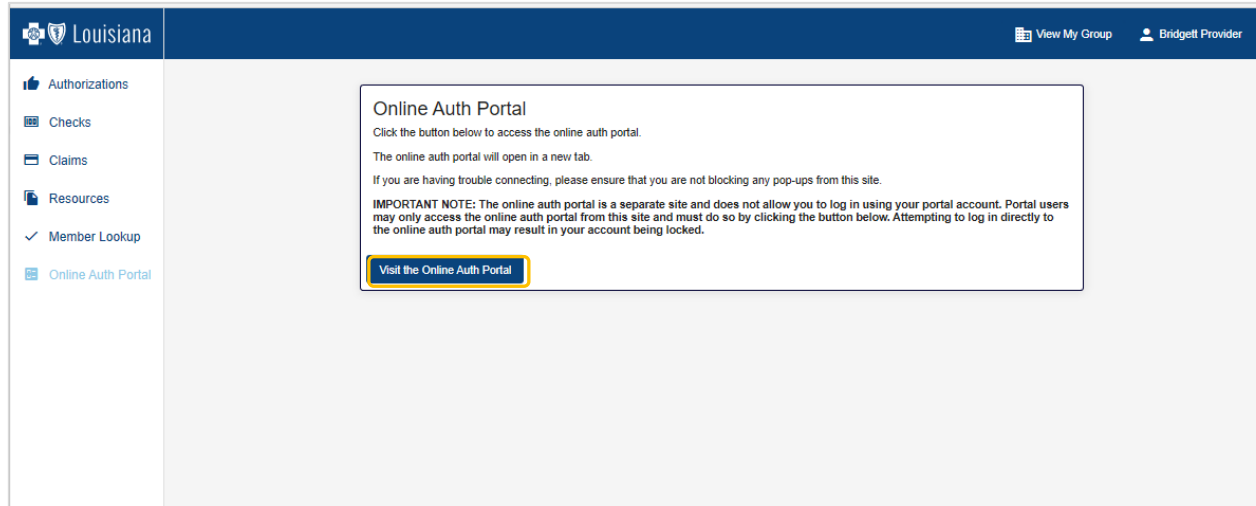 Louisiana
View My Group
Bridgett Provider
Authorizations
Checks
Claims
Resources
Member Lookup
Online Auth Portal
Online Auth Portal
Click the button below to access the online auth portal.
The online auth portal will open in a new tab.
If you are having trouble connecting, please ensure that you are not blocking any pop-ups from this site.
IMPORTANT NOTE: The online auth portal is a separate site and does not allow you to log in using your portal account. Portal users
may only access the online auth portal from this site and must do so by clicking the button below. Attempting to log in directly to
the online auth portal may result in your account being locked.
Visit the Online Auth Portal